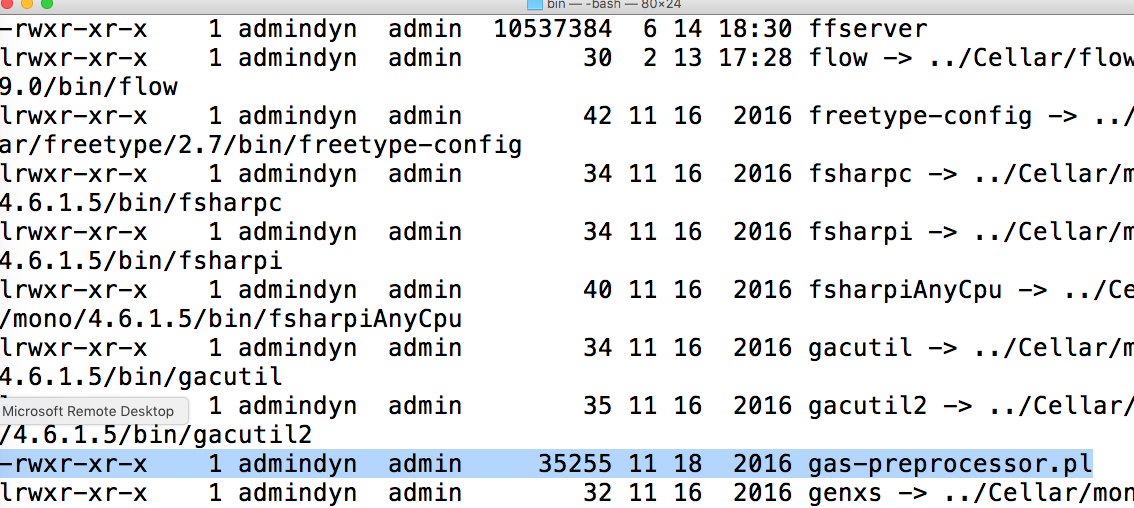 bin — -bash — 80×24
-rwxr-xr-x 1 admindyn admin 10537384 6 14 18:30 ffserver
lrwxr-xr-x 1 admindyn admin 30 2 13 17:28 flow -> ../Cellar/flow
9.0/bin/flow
lrwxr-xr-x 1 admindyn admin 42 11 16 2016 freetype-config -> ../
ar/freetype/2.7/bin/freetype-config
lrwxr-xr-x 1 admindyn admin 34 11 16 2016 fsharpc -> ../Cellar/m
4.6.1.5/bin/fsharpc
lrwxr-xr-x 1 admindyn admin 34 11 16 2016 fsharpi -> ../Cellar/m
4.6.1.5/bin/fsharpi
lrwxr-xr-x 1 admindyn admin 40 11 16 2016 fsharpiAnyCpu -> ../Ce
/mono/4.6.1.5/bin/fsharpiAnyCpu
lrwxr-xr-x 1 admindyn admin 34 11 16 2016 gacutil -> ../Cellar/m
4.6.1.5/bin/gacutil
Microsoft Remote Desktop
1 admindyn admin 35 11 16 2016 gacutil2 -> ../Cellar/
/4.6.1.5/bin/gacutil2
-rwxr-xr-x 1 admindyn admin 35255 11 18 2016 gas-preprocessor.pl
lrwxr-xr-x 1 admindyn admin 32 11 16 2016 genxs -> ../Cellar/mon